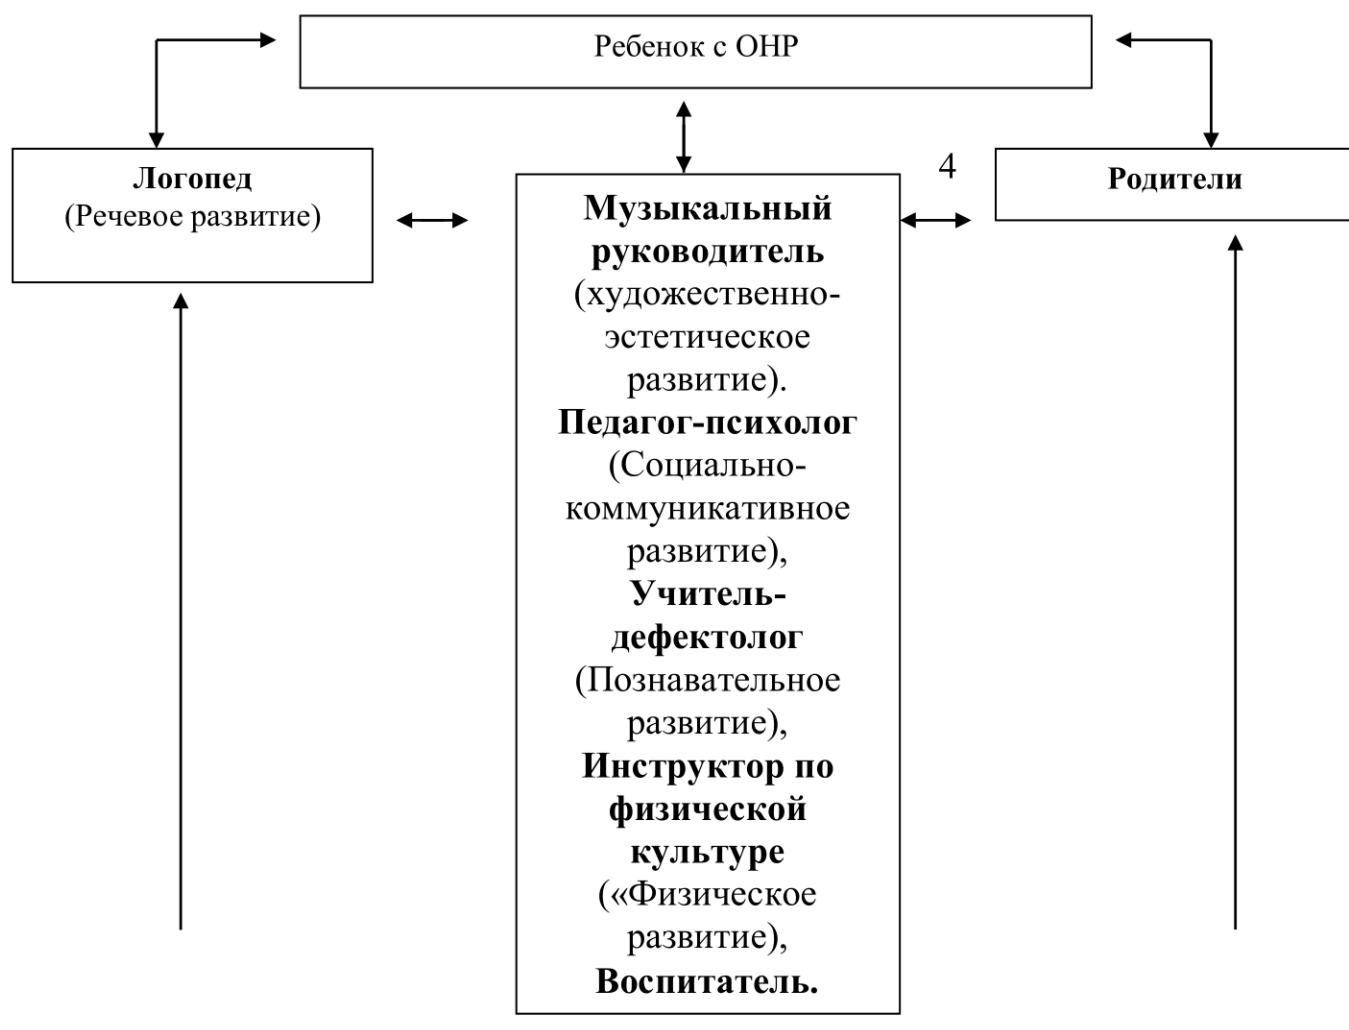 Ребенок с ОНР
Логопед
(Речевое развитие)
4
Родители
Музыкальный
руководитель
(художественно-
эстетическое
развитие).
Педагог-психолог
(Социально-
коммуникативное
развитие),
Учитель-
дефектолог
(Познавательное
развитие),
Инструктор по
физической
культуре
(«Физическое
развитие),
Воспитатель.